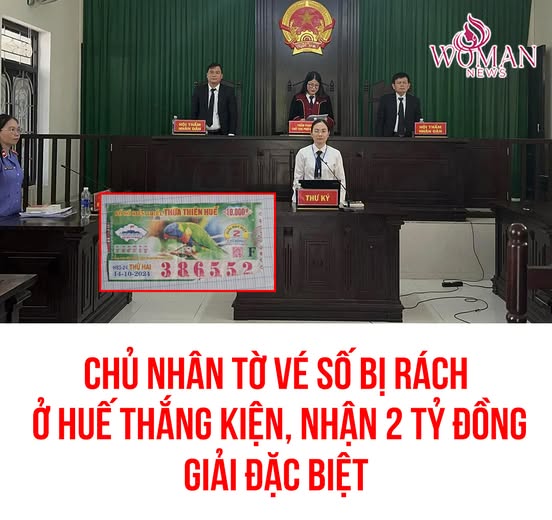 WOMAN
NEWS
HỘI THẨM
NHÂN DÂN
HỘI THẨM
NHÂN DÂN
THƯ KÝ
THỪA THIÊN HUẾ
10.000
F
THỨ HAI
14-10-2024
386552
CHỦ NHÂN TỜ VÉ SỐ BỊ RÁCH
Ở HUẾ THẮNG KIỆN, NHẬN 2 TỶ ĐỒNG
GIẢI ĐẶC BIỆT